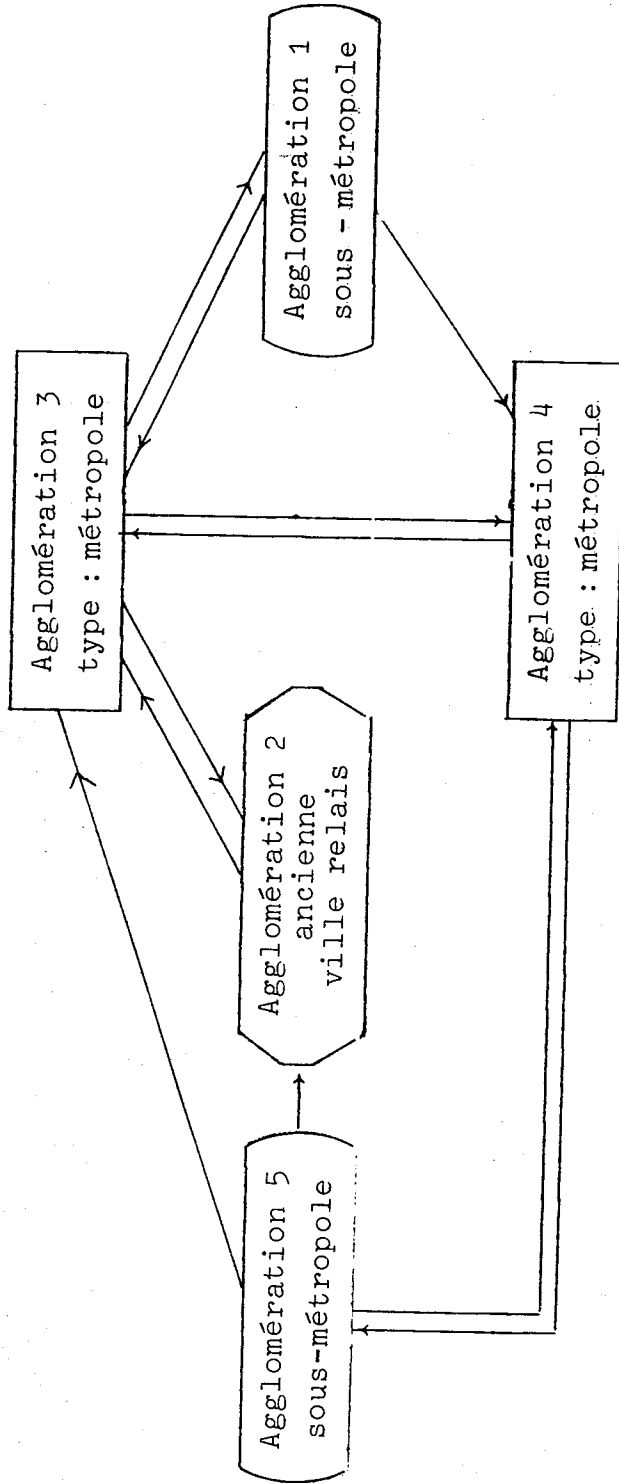 Agglomération 3
type : métropole
Agglomération 1
sous-métropole
Agglomération 2
ancienne
ville relais
Agglomération 5
sous-métropole
Agglomération 4
type : métropole